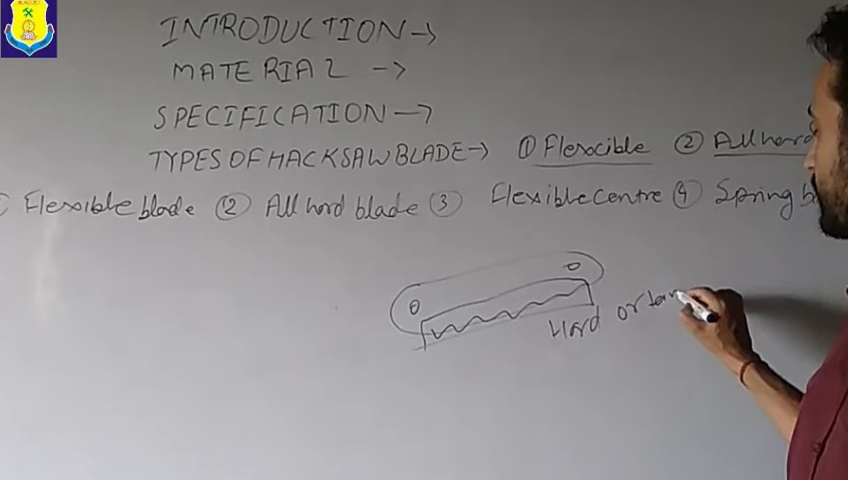 INTRODUCTION →
MATERIAL →
SPECIFICATION →
TYPES OF HACKSAW BLADE → ① Flexcible ② All hard
Flexible blade ② All hard blade ③ Flexible Centre ④ Spring
Hard or